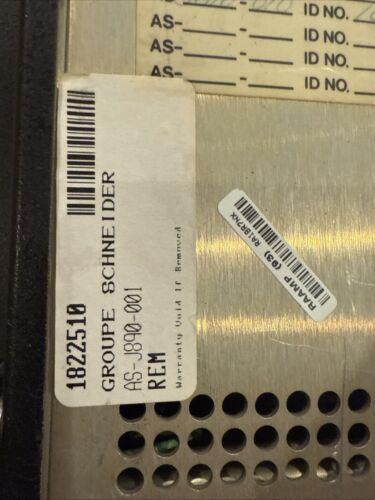 AS- ID NO.
AS- - ID NO.
AS- - ID NO.
AS- - ID NO.
1822510
GROUPE SCHNEIDER
AS-J890-001
REM
Warranty Void If Removed
RAAMP (93)
RA18R7NX